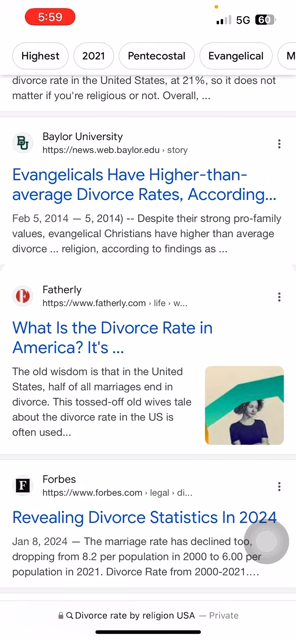 5:59
5G 60
Highest
2021
Pentecostal
Evangelical
M
divorce rate in the United States, at 21%, so it does not
matter if you're religious or not. Overall, ...
Baylor University
https://news.web.baylor.edu › story
Evangelicals Have Higher-than-
average Divorce Rates, According...
Feb 5, 2014 — 5, 2014) -- Despite their strong pro-family
values, evangelical Christians have higher than average
divorce ... religion, according to findings as ...
Fatherly
https://www.fatherly.com › life › w...
What Is the Divorce Rate in
America? It's ...
The old wisdom is that in the United
States, half of all marriages end in
divorce. This tossed-off old wives tale
about the divorce rate in the US is
often used...
F
Forbes
https://www.forbes.com › legal › di...
Revealing Divorce Statistics In 2024
Jan 8, 2024 — The marriage rate has declined too,
dropping from 8.2 per population in 2000 to 6.00 per
population in 2021. Divorce Rate from 2000-2021....
Divorce rate by religion USA — Private